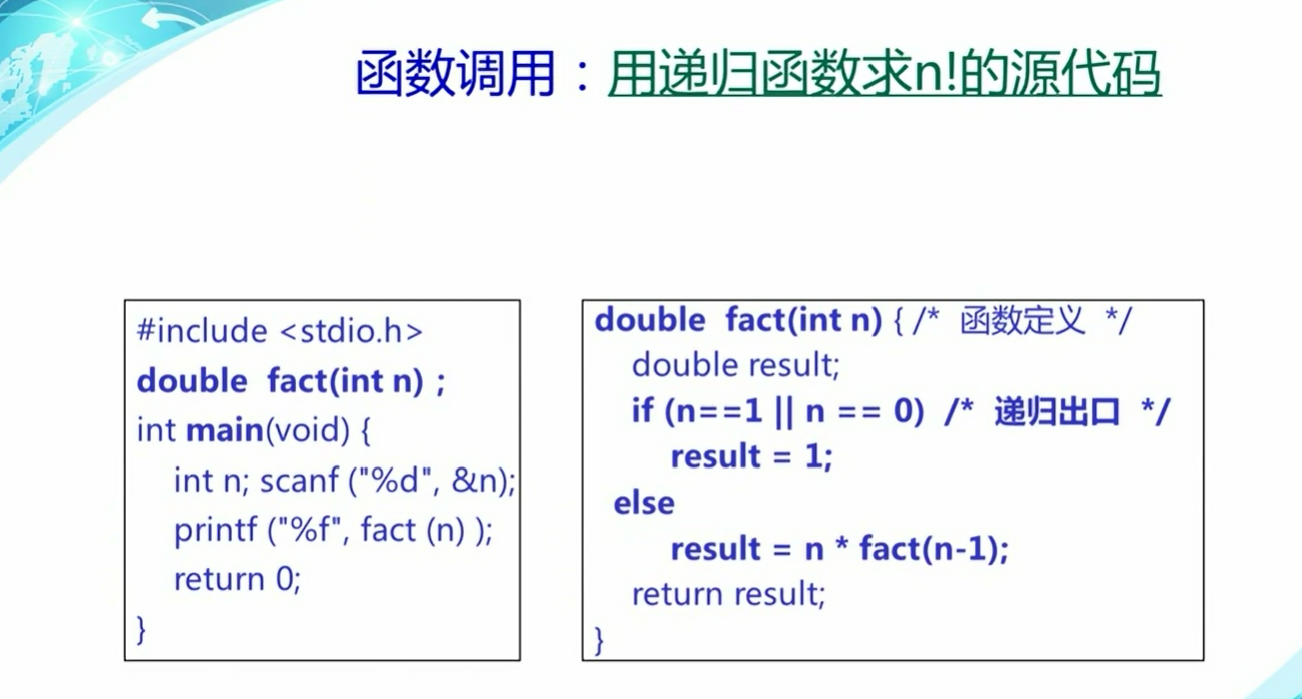 函数调用：用递归函数求n!的源代码
#include <stdio.h>
double  fact(int n) ;
int main(void) {
    int n; scanf ("%d", &n);
    printf ("%f", fact (n) );
    return 0;
}
double  fact(int n) { /*  函数定义  */
    double result;
    if (n==1 || n == 0)  /*  递归出口  */
        result = 1;
  else
        result = n * fact(n-1);
    return result;
}